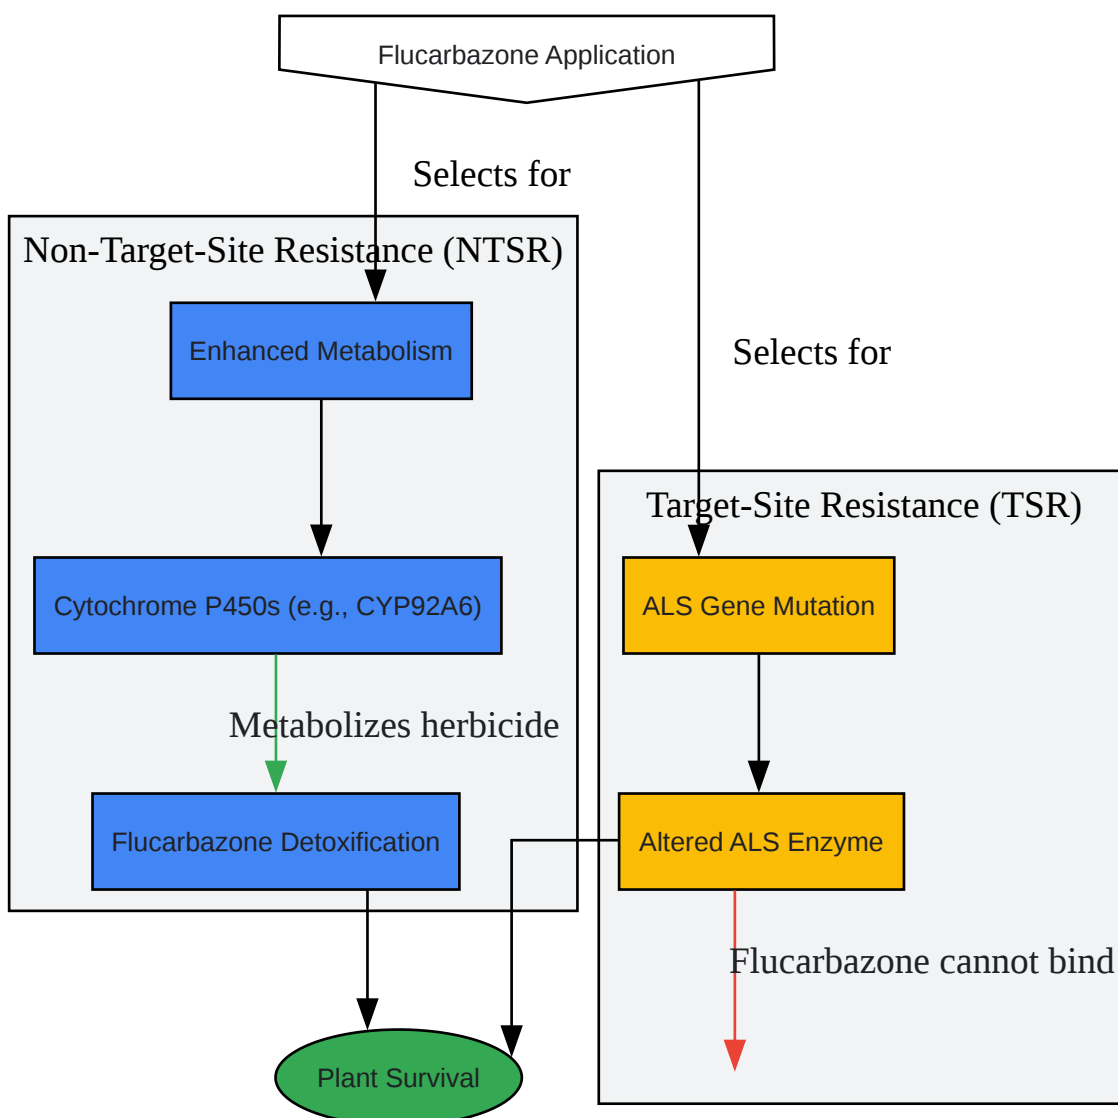 Flucarbazone Application
Selects for
Non-Target-Site Resistance (NTSR)
Enhanced Metabolism
Selects for
Target-Site Resistance (TSR)
Cytochrome P450s (e.g., CYP92A6)
ALS Gene Mutation
Metabolizes herbicide
Flucarbazone Detoxification
Altered ALS Enzyme
Flucarbazone cannot bind
Plant Survival